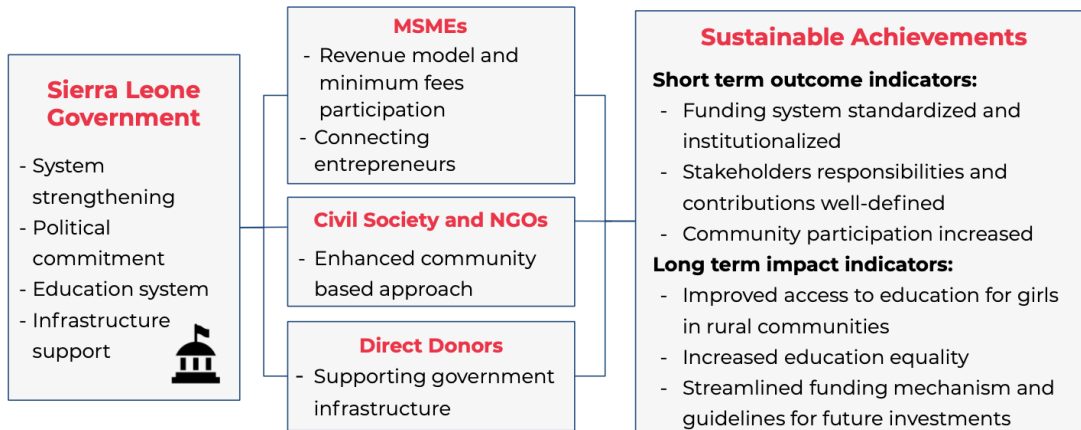 Sierra Leone
Government
- System
strengthening
- Political
commitment
- Education system
- Infrastructure
support
MSMEs
- Revenue model and
minimum fees
participation
- Connecting
entrepreneurs
Civil Society and NGOs
- Enhanced community
based approach
Direct Donors
- Supporting government
infrastructure
Sustainable Achievements
Short term outcome indicators:
- Funding system standardized and
institutionalized
- Stakeholders responsibilities and
contributions well-defined
- Community participation increased
Long term impact indicators:
- Improved access to education for girls
in rural communities
- Increased education equality
- Streamlined funding mechanism and
guidelines for future investments